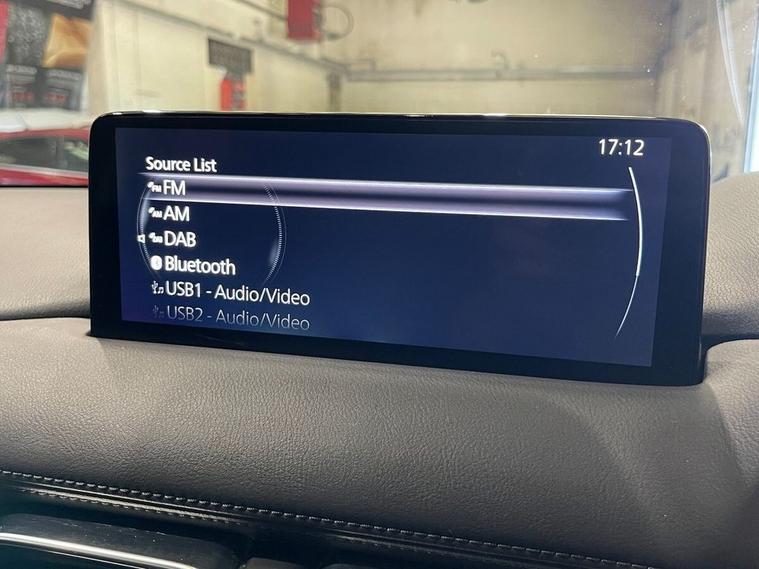 17:12
Source List
FM
AM
DAB
Bluetooth
USB1 - Audio/Video
USB2 - Audio/Video